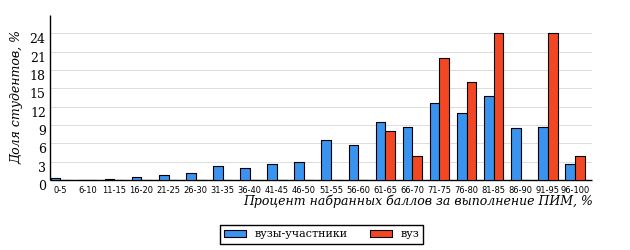 Доля студентов, %
24
21
18
15
12
9
6
3
0
0-5 6-10 11-15 16-20 21-25 26-30 31-35 36-40 41-45 46-50 51-55 56-60 61-65 66-70 71-75 76-80 81-85 86-90 91-95 96-100
Процент набранных баллов за выполнение ПИМ, %
вузы-участники вуз